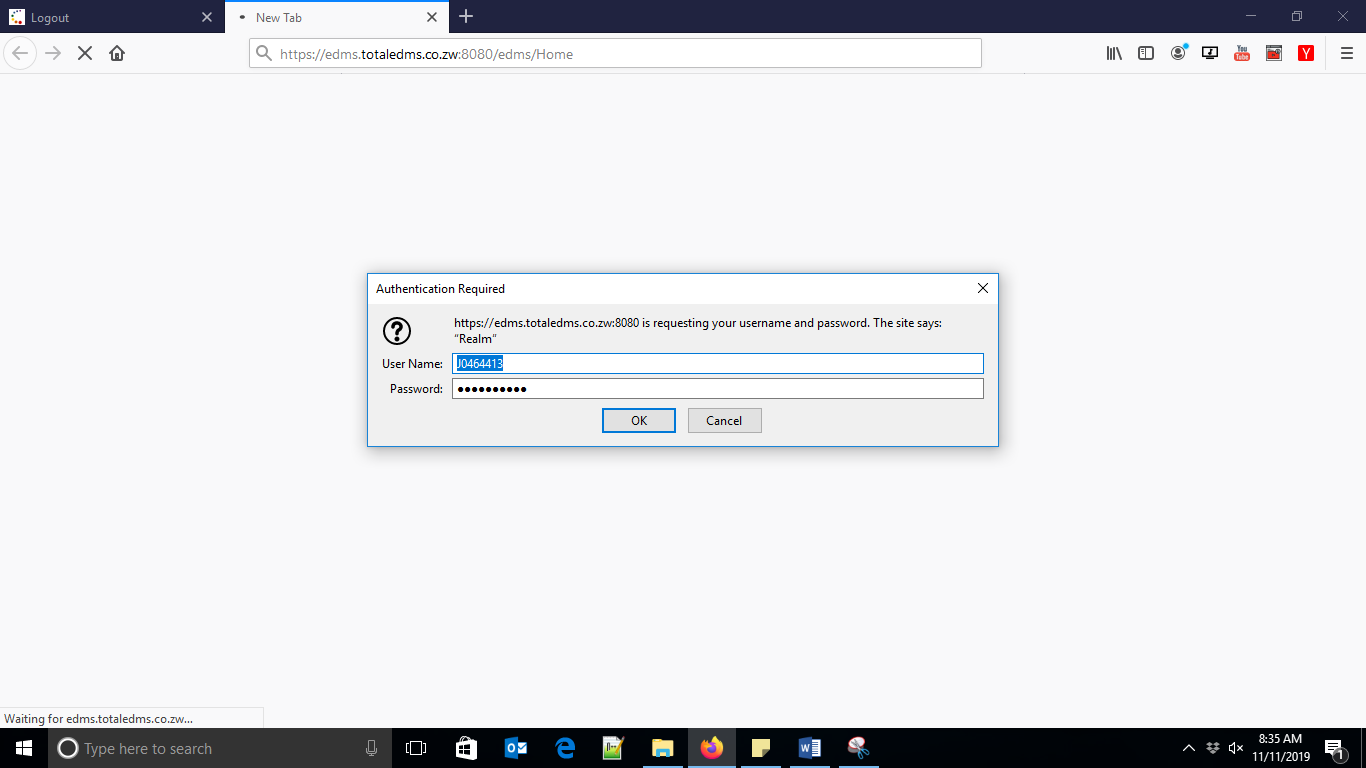 Logout
New Tab
https://edms.totaledms.co.zw:8080/edms/Home
You
Tube
Y
Authentication Required
https://edms.totaledms.co.zw:8080 is requesting your username and password. The site says:
“Realm”
User Name: J0464413
Password: ●●●●●●●●●●
OK Cancel
Waiting for edms.totaledms.co.zw...
Type here to search
8:35 AM
11/11/2019
1